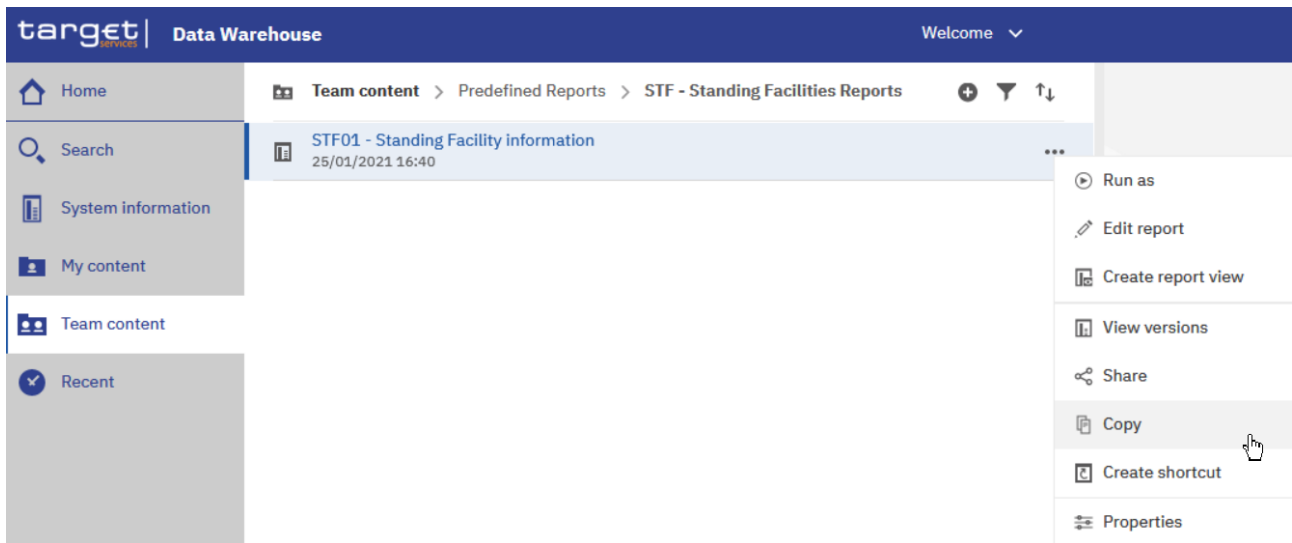 target| Data Warehouse Welcome
services
Home
Team content > Predefined Reports > STF - Standing Facilities Reports
Search
STF01 - Standing Facility information
25/01/2021 16:40
System information
My content
Team content
Recent
Run as
Edit report
Create report view
View versions
Share
Copy
Create shortcut
Properties